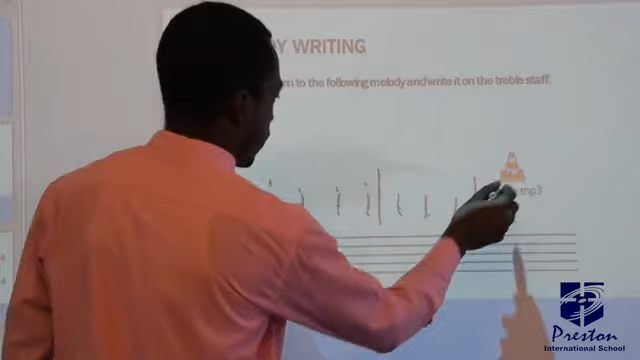 Y WRITING
n to the following melody and write it on the treble staff.
.mp3
Preston
International School